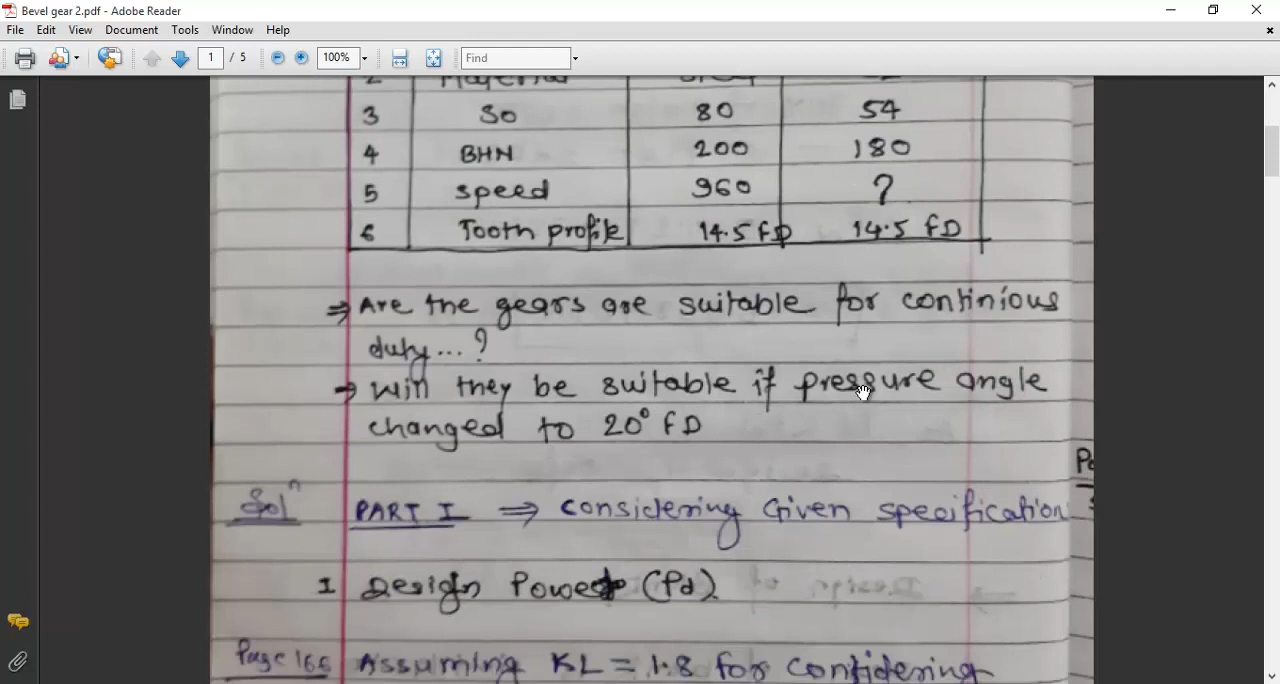 Bevel gear 2.pdf - Adobe Reader
File Edit View Document Tools Window Help
1 / 5 100% Find
2 Material
3 So 80 54
4 BHN 200 180
5 speed 960 ?
6 Tooth profile 14.5 FD 14.5 FD
⇒ Are the gears are suitable for continious
duty...?
→ Will they be suitable if pressure angle
changed to 20° FD
Solⁿ PART I ⇒ considering Given specification
1 Design Power (Pd)
Page 165 Assuming KL = 1.8 for considering